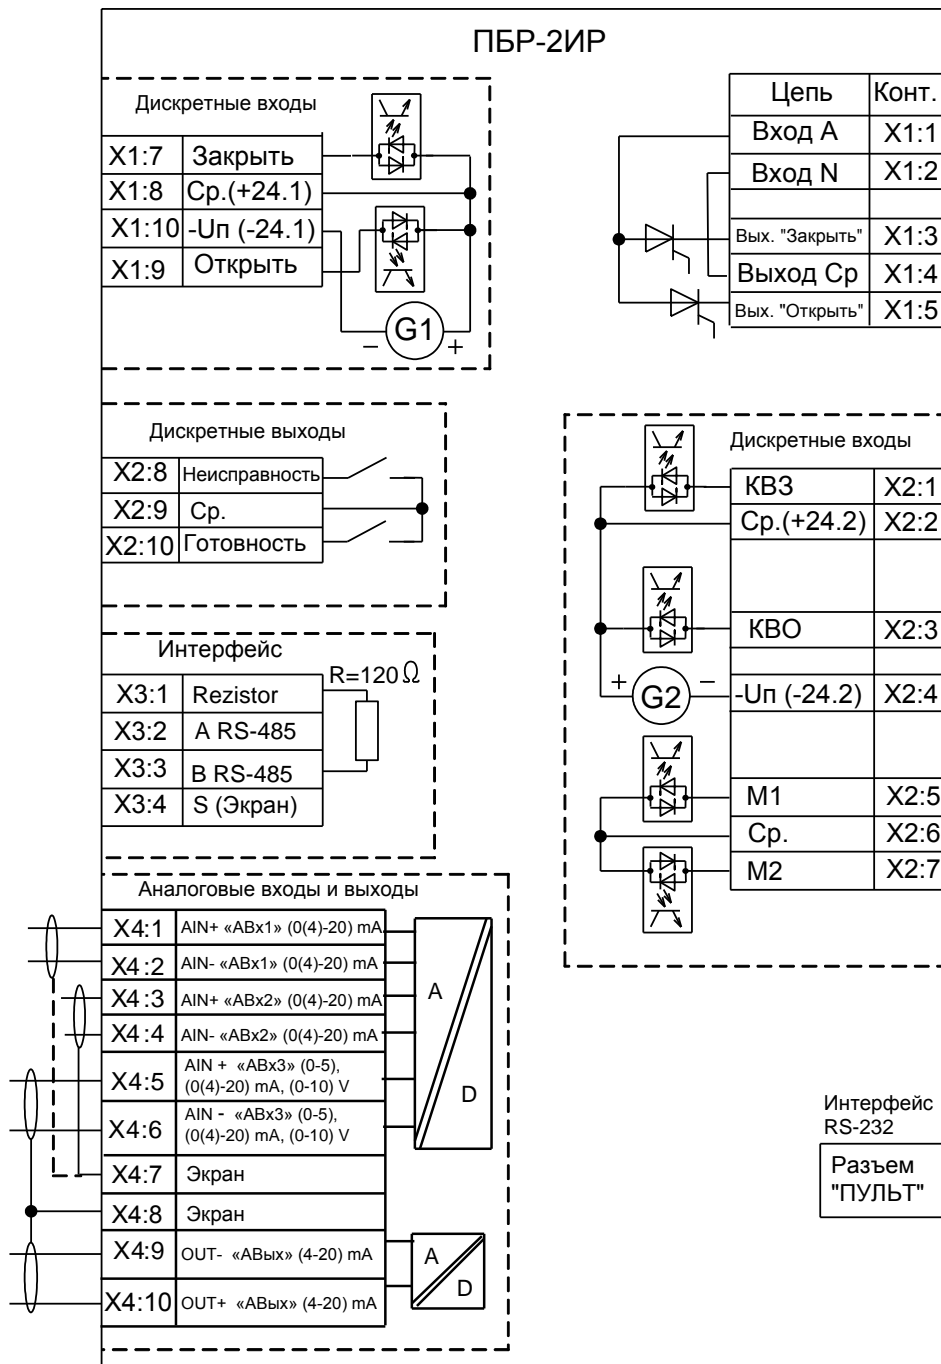 ПБР-2ИР
Дискретные входы
X1:7 Закрыть
X1:8 Ср.(+24.1)
X1:10 -Uп (-24.1)
X1:9 Открыть
G1
− +
Цепь Конт.
Вход А X1:1
Вход N X1:2
Вых. "Закрыть" X1:3
Выход Ср X1:4
Вых. "Открыть" X1:5
Дискретные выходы
X2:8 Неисправность
X2:9 Ср.
X2:10 Готовность
Дискретные входы
КВЗ X2:1
Ср.(+24.2) X2:2
КВО X2:3
+ G2 −
-Uп (-24.2) X2:4
М1 X2:5
Ср. X2:6
М2 X2:7
Интерфейс
R=120 Ω
X3:1 Rezistor
X3:2 A RS-485
X3:3 B RS-485
X3:4 S (Экран)
Аналоговые входы и выходы
X4:1 AIN+ «АВх1» (0(4)-20) mA
X4:2 AIN- «АВх1» (0(4)-20) mA
X4:3 AIN+ «АВх2» (0(4)-20) mA
X4:4 AIN- «АВх2» (0(4)-20) mA
X4:5 AIN + «АВх3» (0-5),
(0(4)-20) mA, (0-10) V
X4:6 AIN - «АВх3» (0-5),
(0(4)-20) mA, (0-10) V
X4:7 Экран
X4:8 Экран
X4:9 OUT- «АВых» (4-20) mA
X4:10 OUT+ «АВых» (4-20) mA
A
D
A
D
Интерфейс
RS-232
Разъем
"ПУЛЬТ"